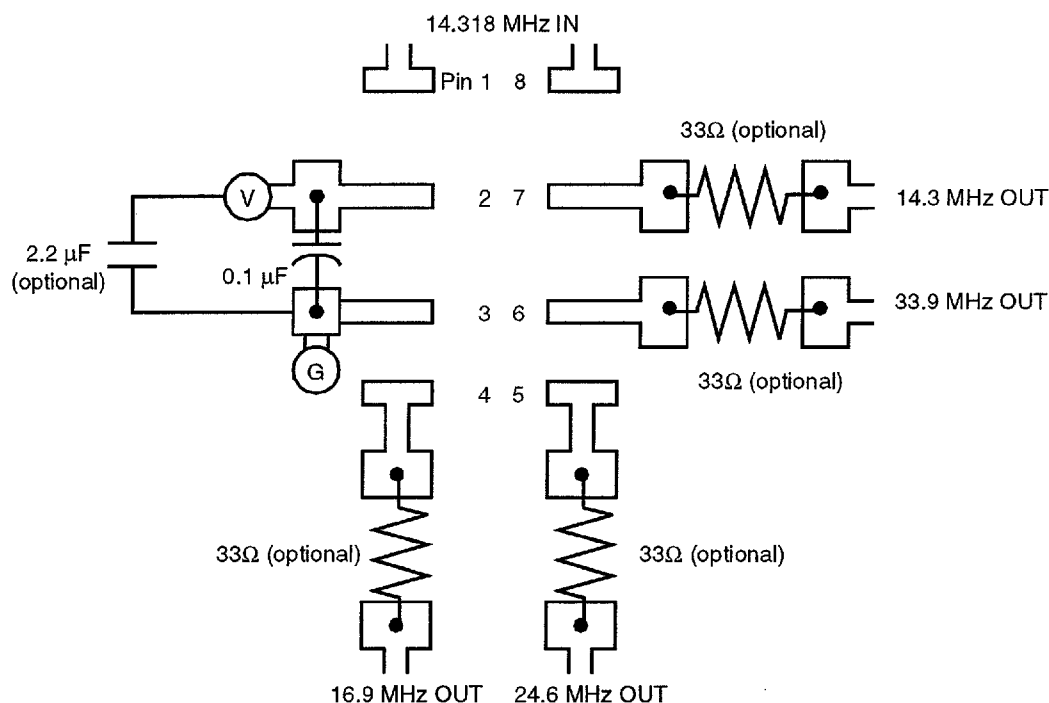 14.318 MHz IN
Pin 1 8
33Ω (optional)
V
2 7
14.3 MHz OUT
2.2 µF
(optional)
0.1 µF
3 6
33.9 MHz OUT
G
33Ω (optional)
4 5
33Ω (optional)
33Ω (optional)
16.9 MHz OUT
24.6 MHz OUT